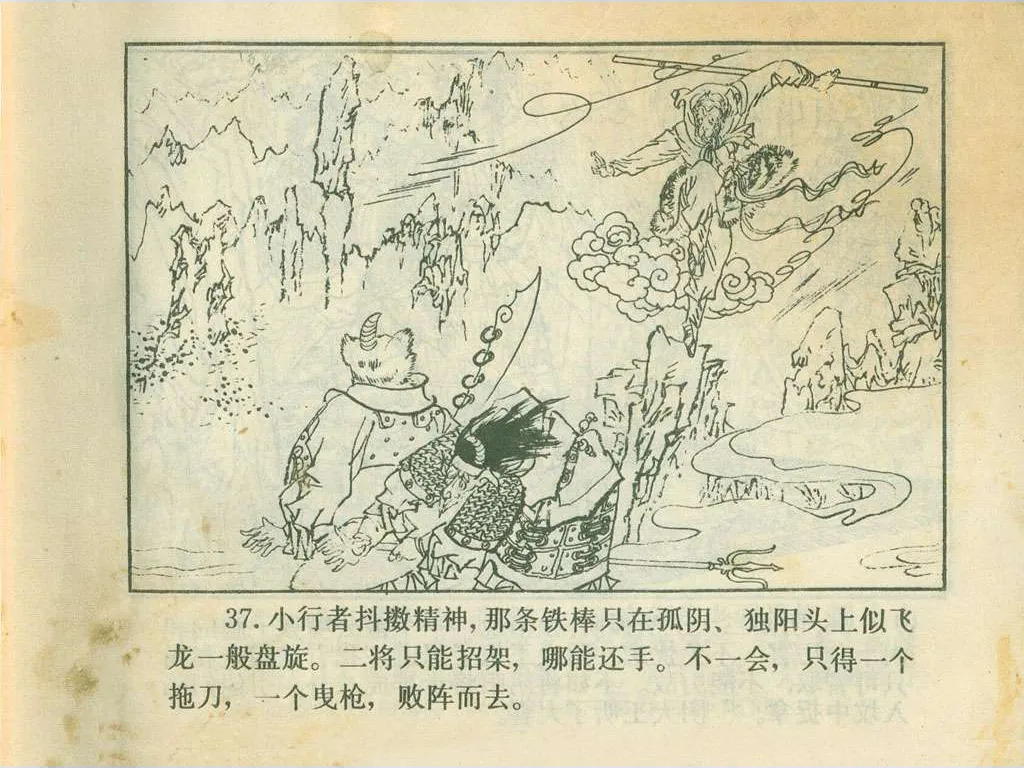 37. 小行者抖擞精神，那条铁棒只在孤阴、独阳头上似飞
龙一般盘旋。二将只能招架，哪能还手。不一会，只得一个
拖刀，一个曳枪，败阵而去。